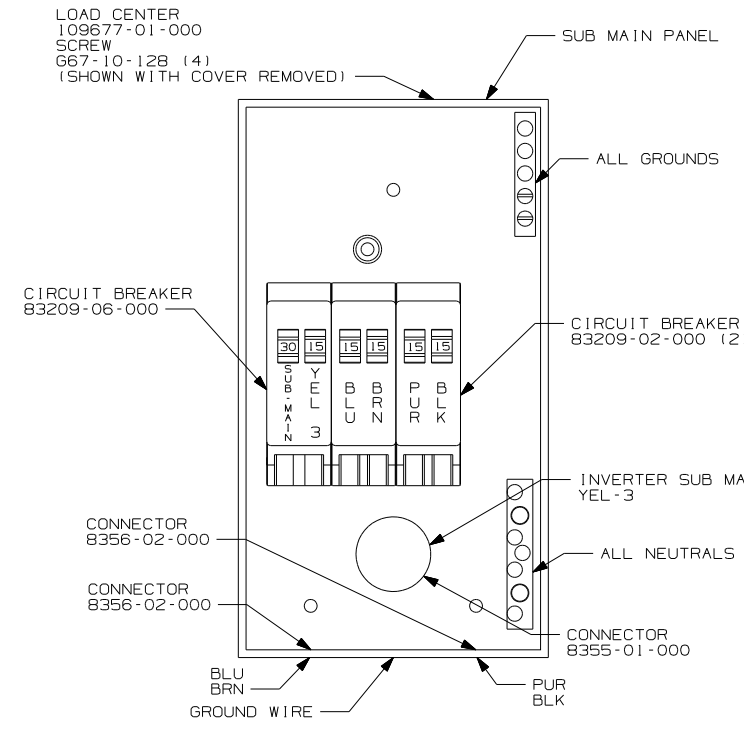 LOAD CENTER
109677-01-000
SCREW
G67-10-128 (4)
(SHOWN WITH COVER REMOVED)
SUB MAIN PANEL
ALL GROUNDS
CIRCUIT BREAKER
83209-06-000
CIRCUIT BREAKER
83209-02-000 (2
30 15 15 15 15 15
SUB-MAIN
YEL 3
BLU
BRN
PUR
BLK
INVERTER SUB MA
YEL-3
CONNECTOR
8356-02-000
ALL NEUTRALS
CONNECTOR
8356-02-000
CONNECTOR
8355-01-000
BLU
BRN
GROUND WIRE
PUR
BLK